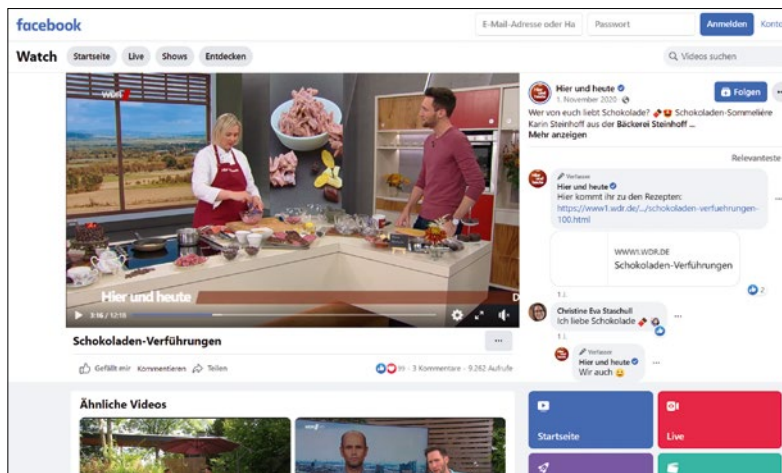 facebook
E-Mail-Adresse oder Ha
Passwort
Anmelden
Konto
Watch
Startseite
Live
Shows
Entdecken
Videos suchen
WDR
Hier und heute
3:16 / 12:18
Schokoladen-Verführungen
Gefällt mir
Kommentieren
Teilen
39 · 3 Kommentare · 9.262 Aufrufe
Ähnliche Videos
Hier und heute
1. November 2020
Folgen
Wer von euch liebt Schokolade? Schokoladen-Sommelière
Karin Steinhoff aus der Bäckerei Steinhoff ...
Mehr anzeigen
Relevanteste
Verfasser
Hier und heute
Hier kommt ihr zu den Rezepten:
https://www1.wdr.de/.../schokoladen-verfuehrungen-
100.html
WWW1.WDR.DE
Schokoladen-Verführungen
2
1 J.
Christine Eva Staschull
Ich liebe Schokolade
1 J.
Verfasser
Hier und heute
Wir auch
Startseite
Live